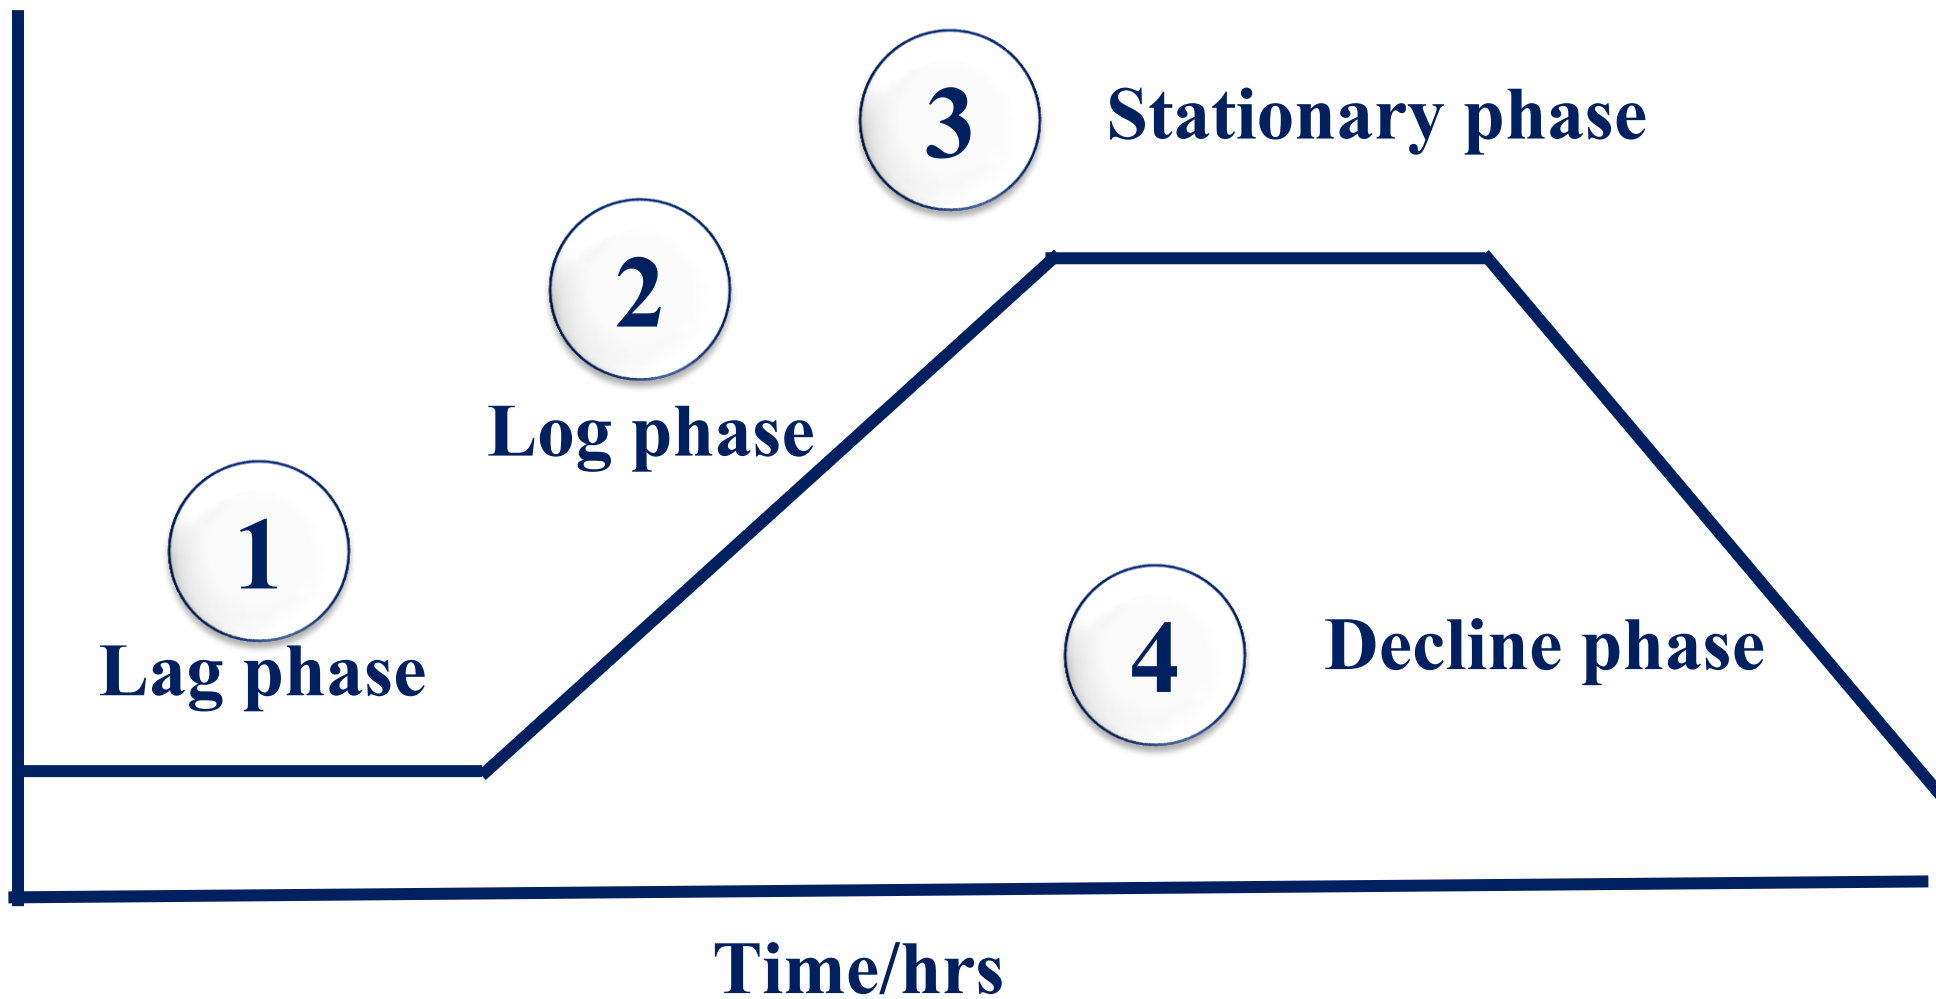 3
Stationary phase
2
Log phase
1
Lag phase
4
Decline phase
Time/hrs